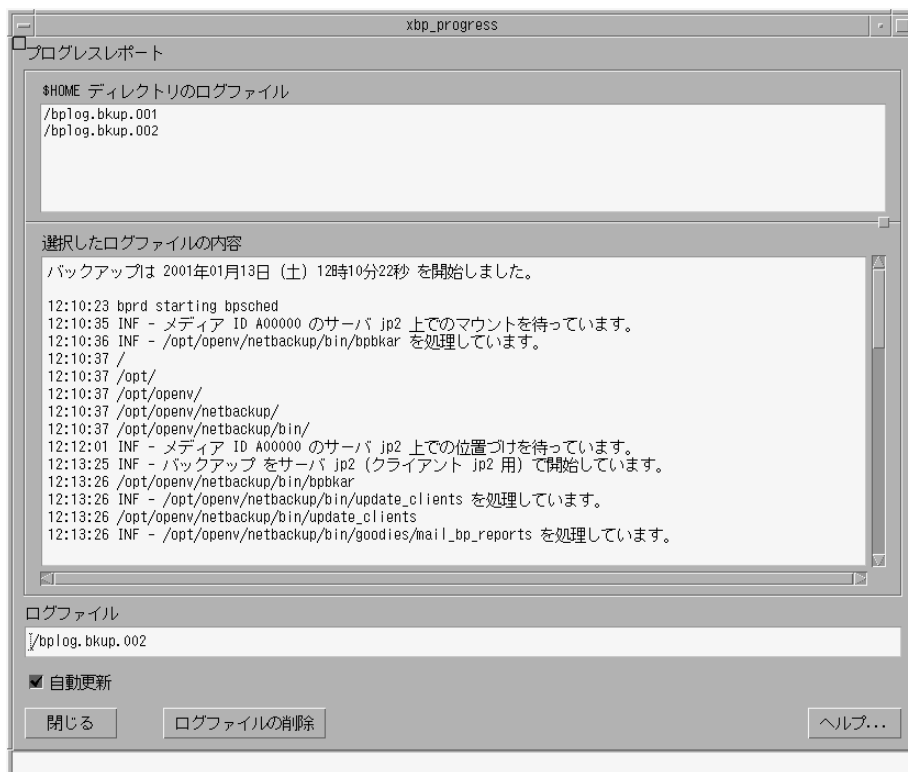 xbp_progress
プログレスレポート
$HOME ディレクトリのログファイル
/bplog.bkup.001
/bplog.bkup.002
選択したログファイルの内容
バックアップは 2001年01月13日 (土) 12時10分22秒 を開始しました。
12:10:23 bprd starting bpsched
12:10:35 INF - メディア ID A00000 のサーバ jp2 上でのマウントを待っています。
12:10:36 INF - /opt/openv/netbackup/bin/bpbkar を処理しています。
12:10:37 /
12:10:37 /opt/
12:10:37 /opt/openv/
12:10:37 /opt/openv/netbackup/
12:10:37 /opt/openv/netbackup/bin/
12:12:01 INF - メディア ID A00000 のサーバ jp2 上での位置づけを待っています。
12:13:25 INF - バックアップ をサーバ jp2 (クライアント jp2 用) で開始しています。
12:13:26 /opt/openv/netbackup/bin/bpbkar
12:13:26 INF - /opt/openv/netbackup/bin/update_clients を処理しています。
12:13:26 /opt/openv/netbackup/bin/update_clients
12:13:26 INF - /opt/openv/netbackup/bin/goodies/mail_bp_reports を処理しています。
ログファイル
/bplog.bkup.002
自動更新
閉じる
ログファイルの削除
ヘルプ...